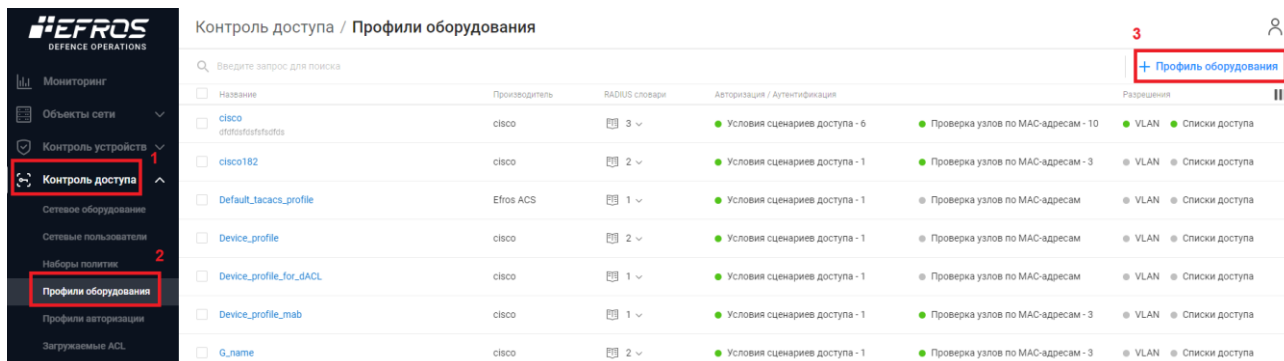 EFROS
DEFENCE OPERATIONS
Мониторинг
Объекты сети
Контроль устройств
1
Контроль доступа
Сетевое оборудование
Сетевые пользователи
2
Наборы политик
Профили оборудования
Профили авторизации
Загружаемые ACL
Контроль доступа / Профили оборудования
3
Введите запрос для поиска
+ Профиль оборудования
Название Производитель RADIUS словари Авторизация / Аутентификация Разрешения
cisco cisco 3 Условия сценариев доступа - 6 Проверка узлов по MAC-адресам - 10 VLAN Списки доступа
dfdfdsfdsfsfsdfds
cisco182 cisco 2 Условия сценариев доступа - 1 Проверка узлов по MAC-адресам - 3 VLAN Списки доступа
Default_tacacs_profile Efros ACS 1 Условия сценариев доступа - 1 Проверка узлов по MAC-адресам VLAN Списки доступа
Device_profile cisco 2 Условия сценариев доступа - 1 Проверка узлов по MAC-адресам VLAN Списки доступа
Device_profile_for_dACL cisco 1 Условия сценариев доступа - 1 Проверка узлов по MAC-адресам VLAN Списки доступа
Device_profile_mab cisco 1 Условия сценариев доступа - 1 Проверка узлов по MAC-адресам - 3 VLAN Списки доступа
G_name cisco 2 Условия сценариев доступа - 1 Проверка узлов по MAC-адресам - 3 VLAN Списки доступа